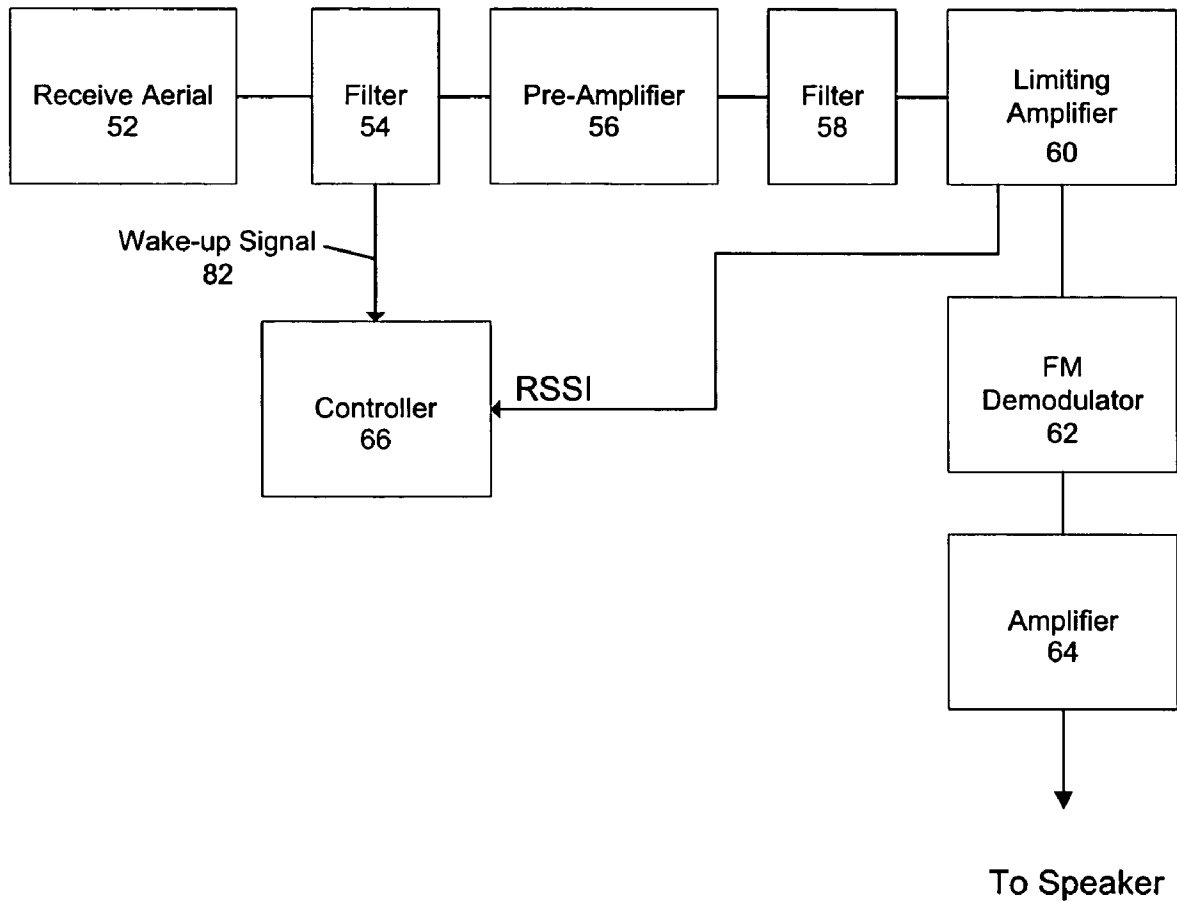 Receive Aerial
52
Filter
54
Pre-Amplifier
56
Filter
58
Limiting
Amplifier
60
Wake-up Signal
82
Controller
66
RSSI
FM
Demodulator
62
Amplifier
64
To Speaker